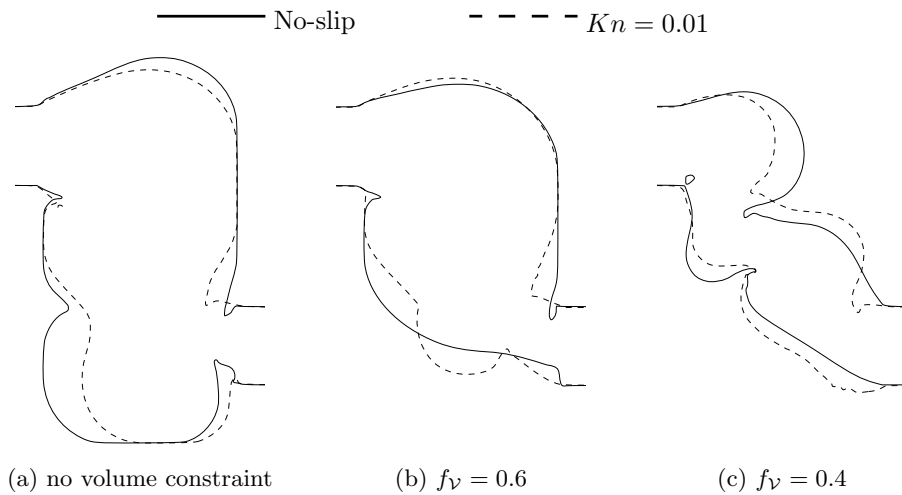 No-slip
Kn = 0.01
(a) no volume constraint
(b) f_𝒱 = 0.6
(c) f_𝒱 = 0.4